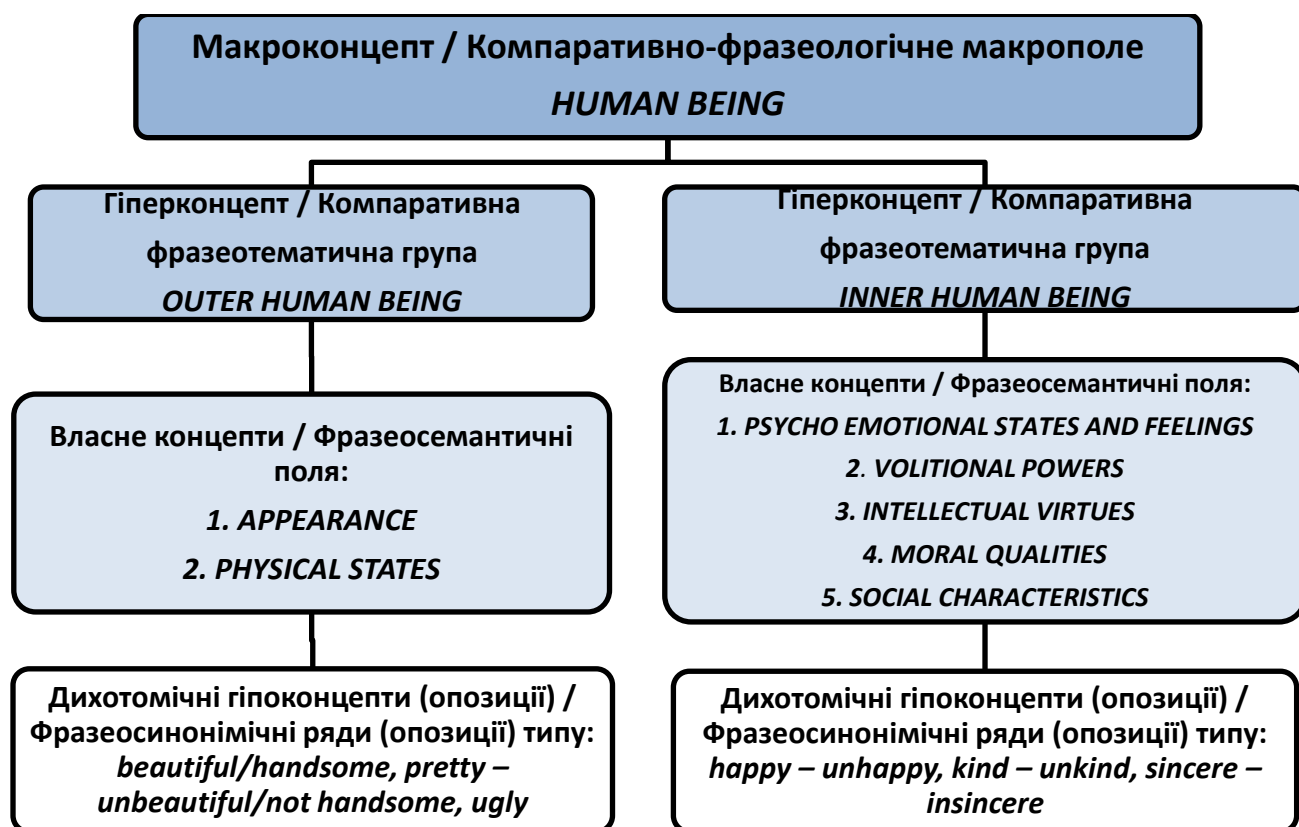 Макроконцепт / Компаративно-фразеологічне макрополе
HUMAN BEING
Гіперконцепт / Компаративна
фразеотематична група
OUTER HUMAN BEING
Гіперконцепт / Компаративна
фразеотематична група
INNER HUMAN BEING
Власне концепти / Фразеосемантичні
поля:
1. APPEARANCE
2. PHYSICAL STATES
Власне концепти / Фразеосемантичні поля:
1. PSYCHO EMOTIONAL STATES AND FEELINGS
2. VOLITIONAL POWERS
3. INTELLECTUAL VIRTUES
4. MORAL QUALITIES
5. SOCIAL CHARACTERISTICS
Дихотомічні гіпоконцепти (опозиції) /
Фразеосинонімічні ряди (опозиції) типу:
beautiful/handsome, pretty –
unbeautiful/not handsome, ugly
Дихотомічні гіпоконцепти (опозиції) /
Фразеосинонімічні ряди (опозиції) типу:
happy – unhappy, kind – unkind, sincere –
insincere